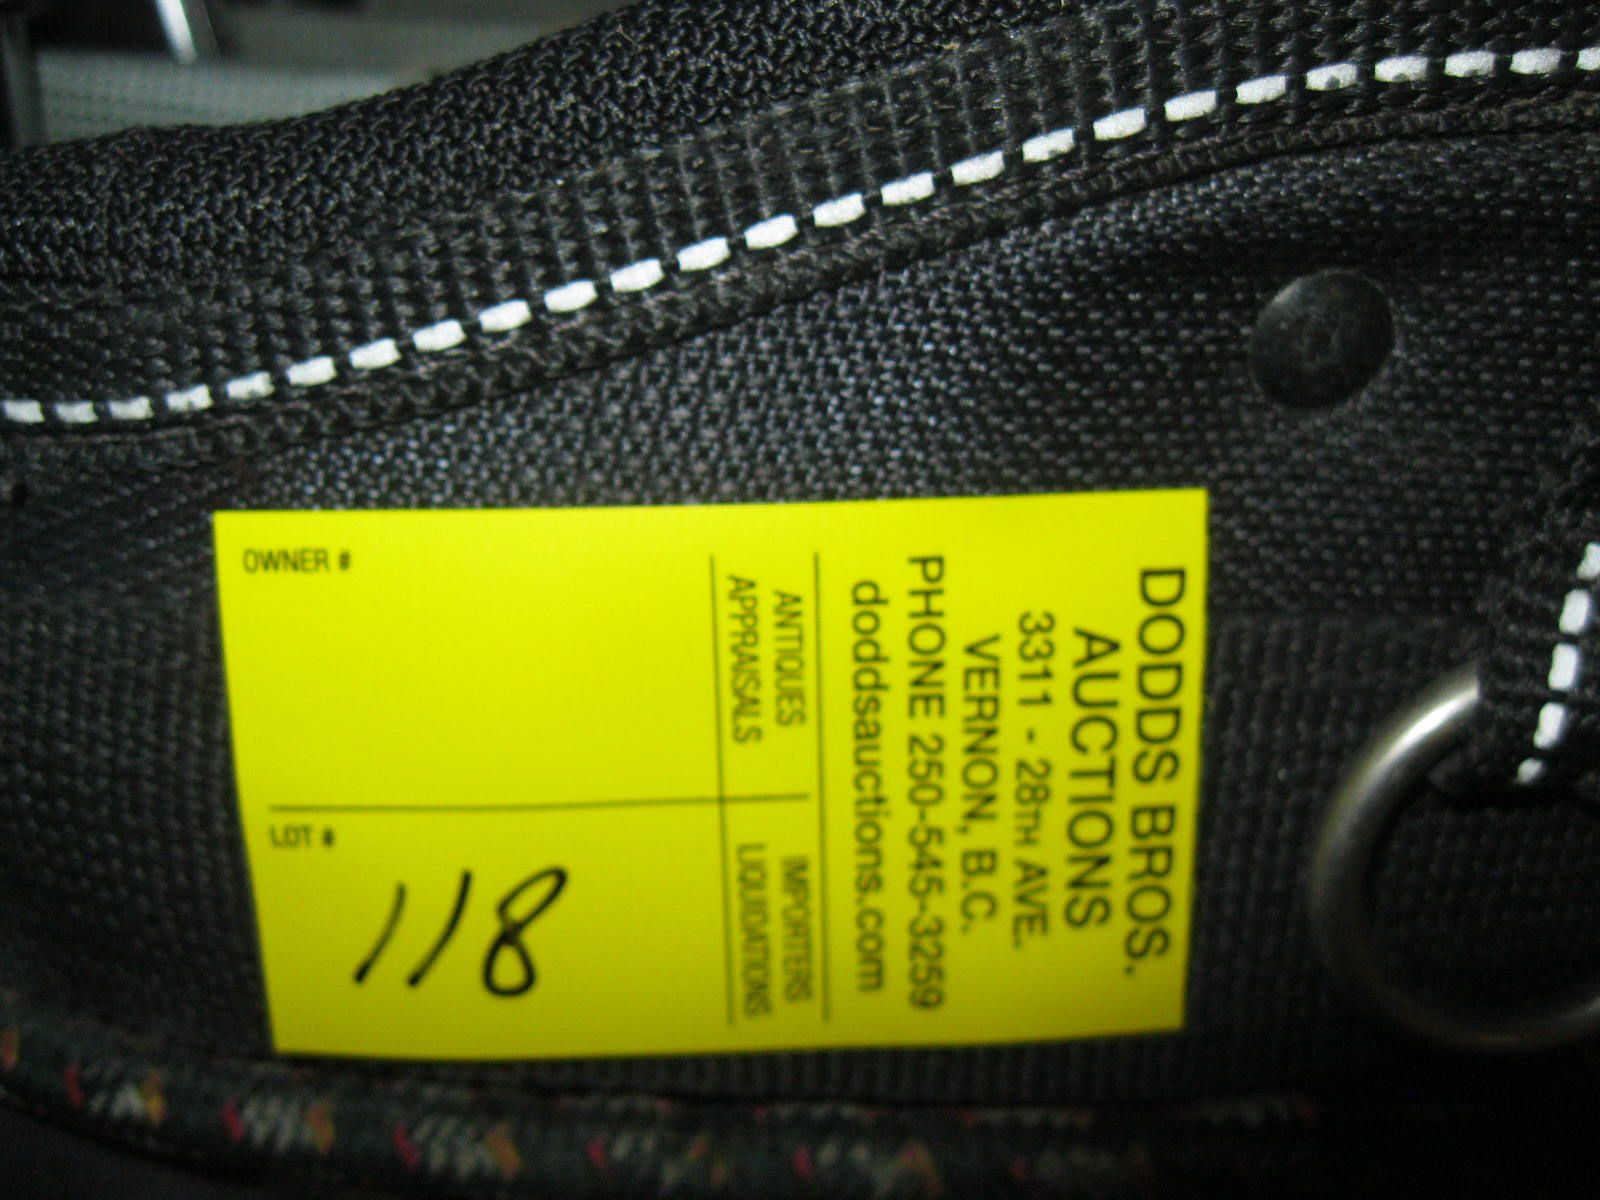 DODDS BROS.
AUCTIONS
3311 - 28TH AVE.
VERNON, B.C.
PHONE 250-545-3259
doddsauctions.com
ANTIQUES IMPORTERS
APPRAISALS LIQUIDATIONS
OWNER #
LOT #
118